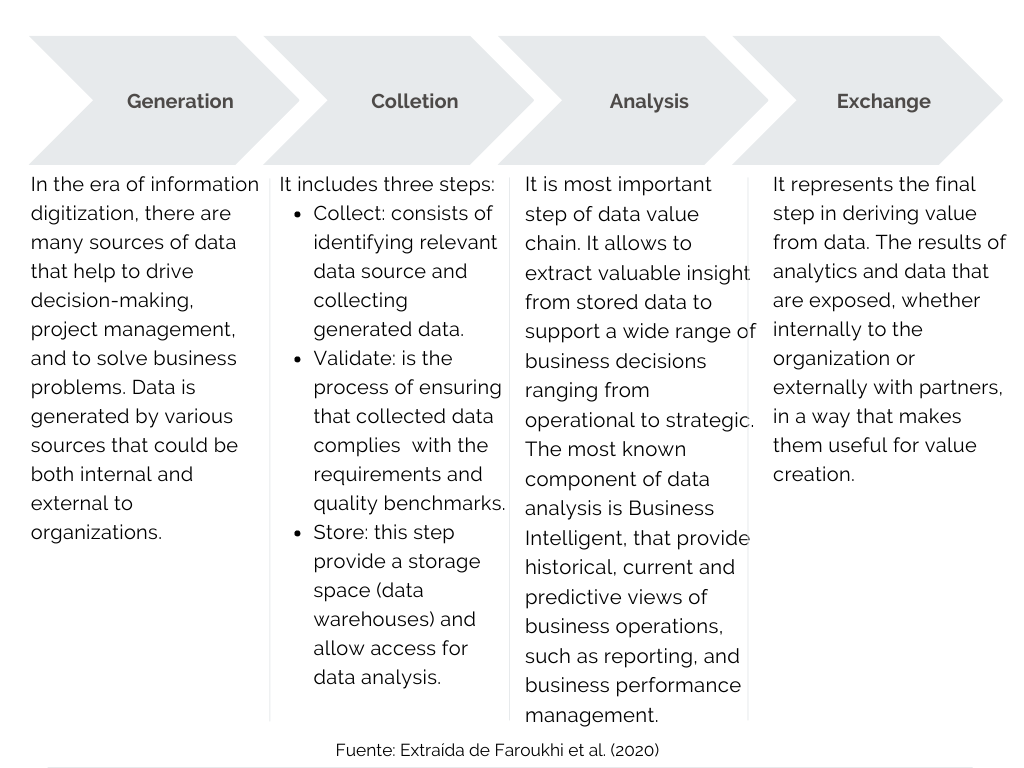 Generation
Colletion
Analysis
Exchange
In the era of information
digitization, there are
many sources of data
that help to drive
decision-making,
project management,
and to solve business
problems. Data is
generated by various
sources that could be
both internal and
external to
organizations.
It includes three steps:
• Collect: consists of
identifying relevant
data source and
collecting
generated data.
• Validate: is the
process of ensuring
that collected data
complies  with the
requirements and
quality benchmarks.
• Store: this step
provide a storage
space (data
warehouses) and
allow access for
data analysis.
It is most important
step of data value
chain. It allows to
extract valuable insight
from stored data to
support a wide range of
business decisions
ranging from
operational to strategic.
The most known
component of data
analysis is Business
Intelligent, that provide
historical, current and
predictive views of
business operations,
such as reporting, and
business performance
management.
It represents the final
step in deriving value
from data. The results of
analytics and data that
are exposed, whether
internally to the
organization or
externally with partners,
in a way that makes
them useful for value
creation.
Fuente: Extraída de Faroukhi et al. (2020)